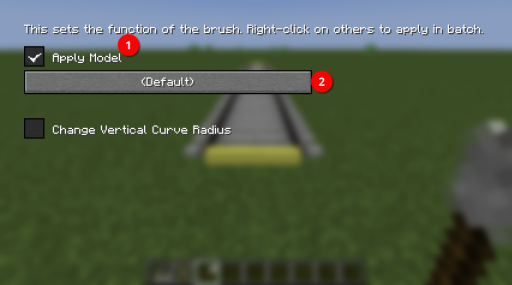 This sets the function of the brush. Right-click on others to apply in batch.
1
Apply Model
(Default)
2
Change Vertical Curve Radius